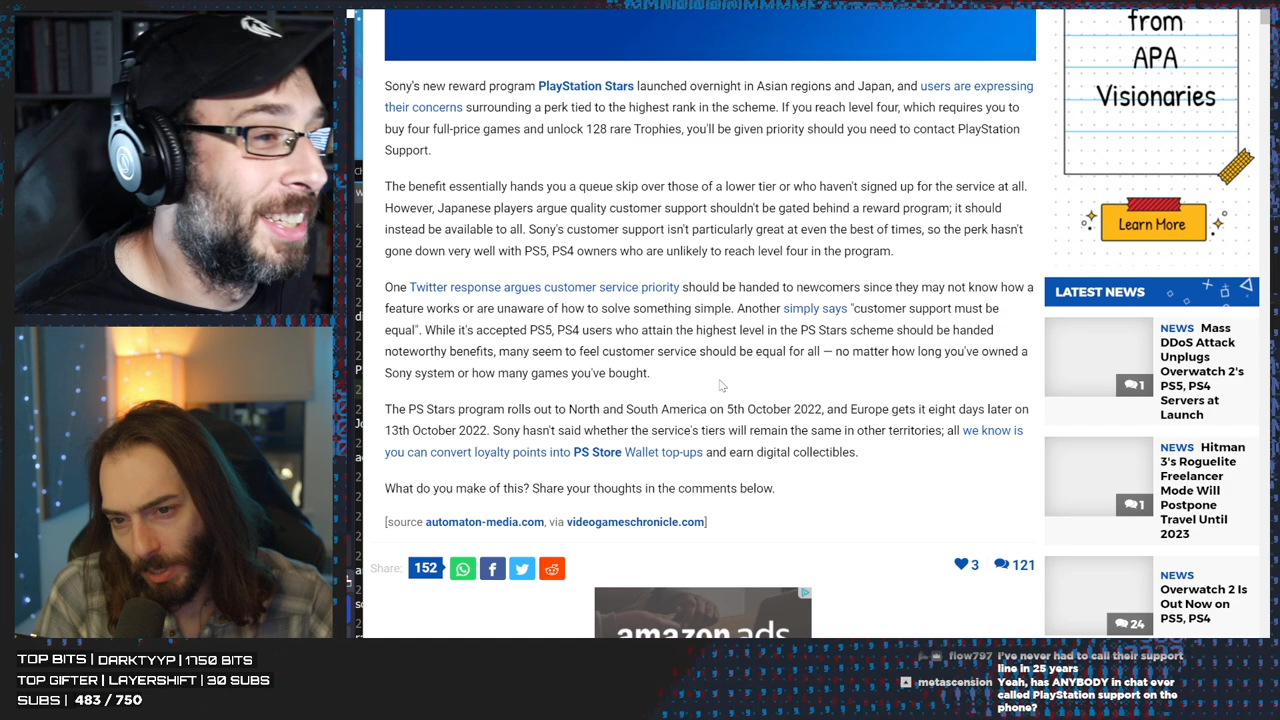 Sony's new reward program PlayStation Stars launched overnight in Asian regions and Japan, and users are expressing
their concerns surrounding a perk tied to the highest rank in the scheme. If you reach level four, which requires you to
buy four full-price games and unlock 128 rare Trophies, you'll be given priority should you need to contact PlayStation
Support.
The benefit essentially hands you a queue skip over those of a lower tier or who haven't signed up for the service at all.
However, Japanese players argue quality customer support shouldn't be gated behind a reward program; it should
instead be available to all. Sony's customer support isn't particularly great at even the best of times, so the perk hasn't
gone down very well with PS5, PS4 owners who are unlikely to reach level four in the program.
One Twitter response argues customer service priority should be handed to newcomers since they may not know how a
feature works or are unaware of how to solve something simple. Another simply says "customer support must be
equal". While it's accepted PS5, PS4 users who attain the highest level in the PS Stars scheme should be handed
noteworthy benefits, many seem to feel customer service should be equal for all — no matter how long you've owned a
Sony system or how many games you've bought.
The PS Stars program rolls out to North and South America on 5th October 2022, and Europe gets it eight days later on
13th October 2022. Sony hasn't said whether the service's tiers will remain the same in other territories; all we know is
you can convert loyalty points into PS Store Wallet top-ups and earn digital collectibles.
What do you make of this? Share your thoughts in the comments below.
[source automaton-media.com, via videogameschronicle.com]
Share: 152
3 121
amazon ads
from
APA
Visionaries
Learn More
LATEST NEWS
NEWS Mass
DDoS Attack
Unplugs
Overwatch 2's
PS5, PS4
Servers at
Launch
1
NEWS Hitman
3's Roguelite
Freelancer
Mode Will
Postpone
Travel Until
2023
1
NEWS
Overwatch 2 Is
Out Now on
PS5, PS4
24
TOP BITS | DARKTYYP | 1750 BITS
TOP GIFTER | LAYERSHIFT | 30 SUBS
SUBS | 483 / 750
flow797 I've never had to call their support
line in 25 years
metascension Yeah, has ANYBODY in chat ever
called PlayStation support on the
phone?